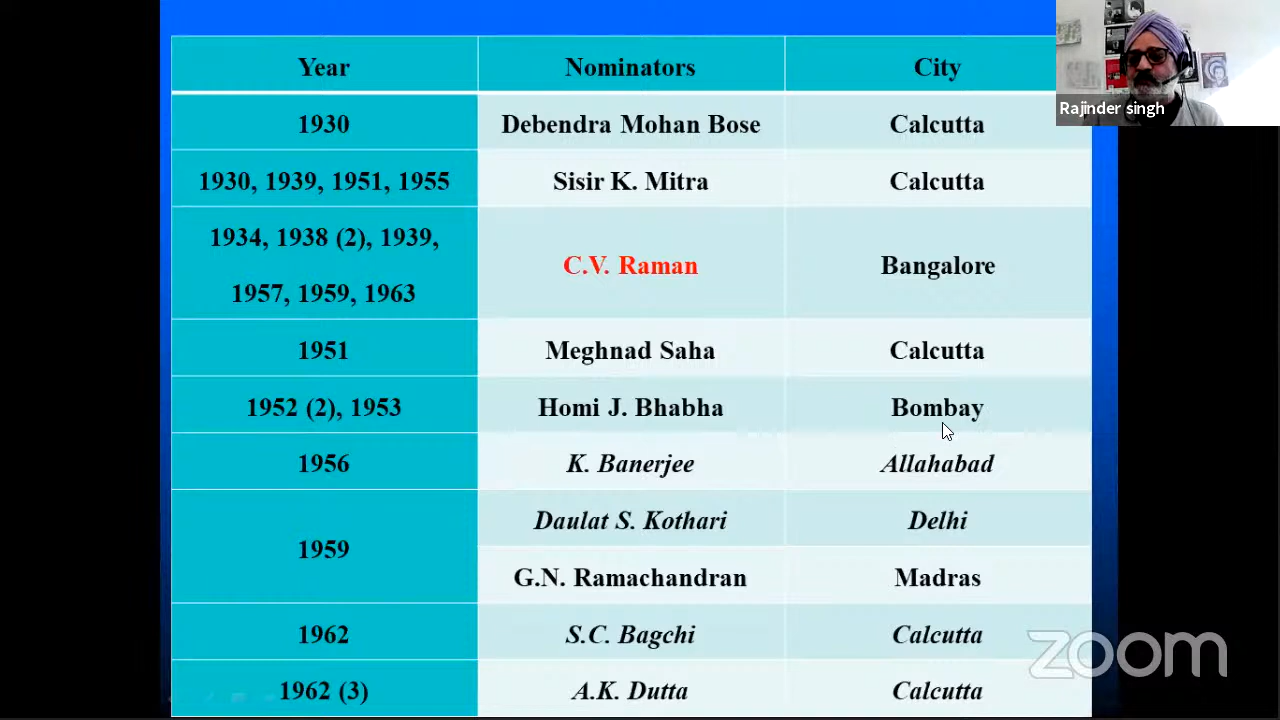 Year Nominators City
Rajinder singh
1930 Debendra Mohan Bose Calcutta
1930, 1939, 1951, 1955 Sisir K. Mitra Calcutta
1934, 1938 (2), 1939,
1957, 1959, 1963
C.V. Raman Bangalore
1951 Meghnad Saha Calcutta
1952 (2), 1953 Homi J. Bhabha Bombay
1956 K. Banerjee Allahabad
1959
Daulat S. Kothari Delhi
G.N. Ramachandran Madras
1962 S.C. Bagchi Calcutta
1962 (3) A.K. Dutta Calcutta
zoom